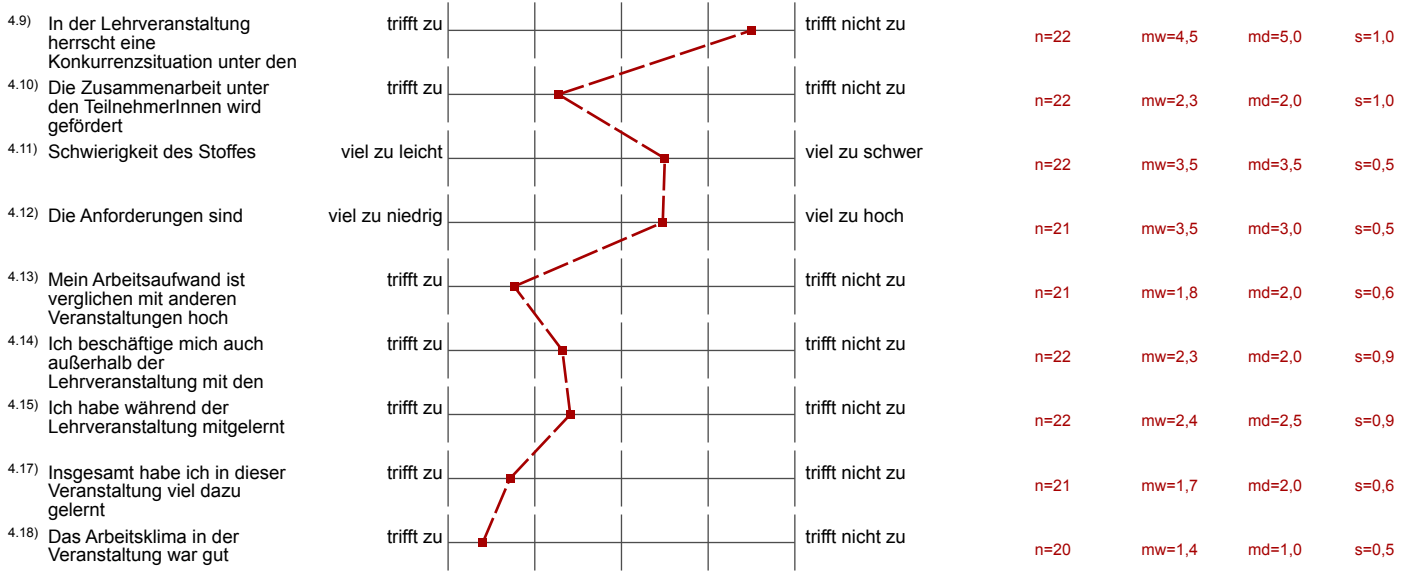 4.9) In der Lehrveranstaltung trifft zu trifft nicht zu
herrscht eine n=22 mw=4,5 md=5,0 s=1,0
Konkurrenzsituation unter den
4.10) Die Zusammenarbeit unter trifft zu trifft nicht zu
den TeilnehmerInnen wird n=22 mw=2,3 md=2,0 s=1,0
gefördert
4.11) Schwierigkeit des Stoffes viel zu leicht viel zu schwer
n=22 mw=3,5 md=3,5 s=0,5
4.12) Die Anforderungen sind viel zu niedrig viel zu hoch
n=21 mw=3,5 md=3,0 s=0,5
4.13) Mein Arbeitsaufwand ist trifft zu trifft nicht zu
verglichen mit anderen n=21 mw=1,8 md=2,0 s=0,6
Veranstaltungen hoch
4.14) Ich beschäftige mich auch trifft zu trifft nicht zu
außerhalb der n=22 mw=2,3 md=2,0 s=0,9
Lehrveranstaltung mit den
4.15) Ich habe während der trifft zu trifft nicht zu
Lehrveranstaltung mitgelernt n=22 mw=2,4 md=2,5 s=0,9
4.17) Insgesamt habe ich in dieser trifft zu trifft nicht zu
Veranstaltung viel dazu n=21 mw=1,7 md=2,0 s=0,6
gelernt
4.18) Das Arbeitsklima in der trifft zu trifft nicht zu
Veranstaltung war gut n=20 mw=1,4 md=1,0 s=0,5